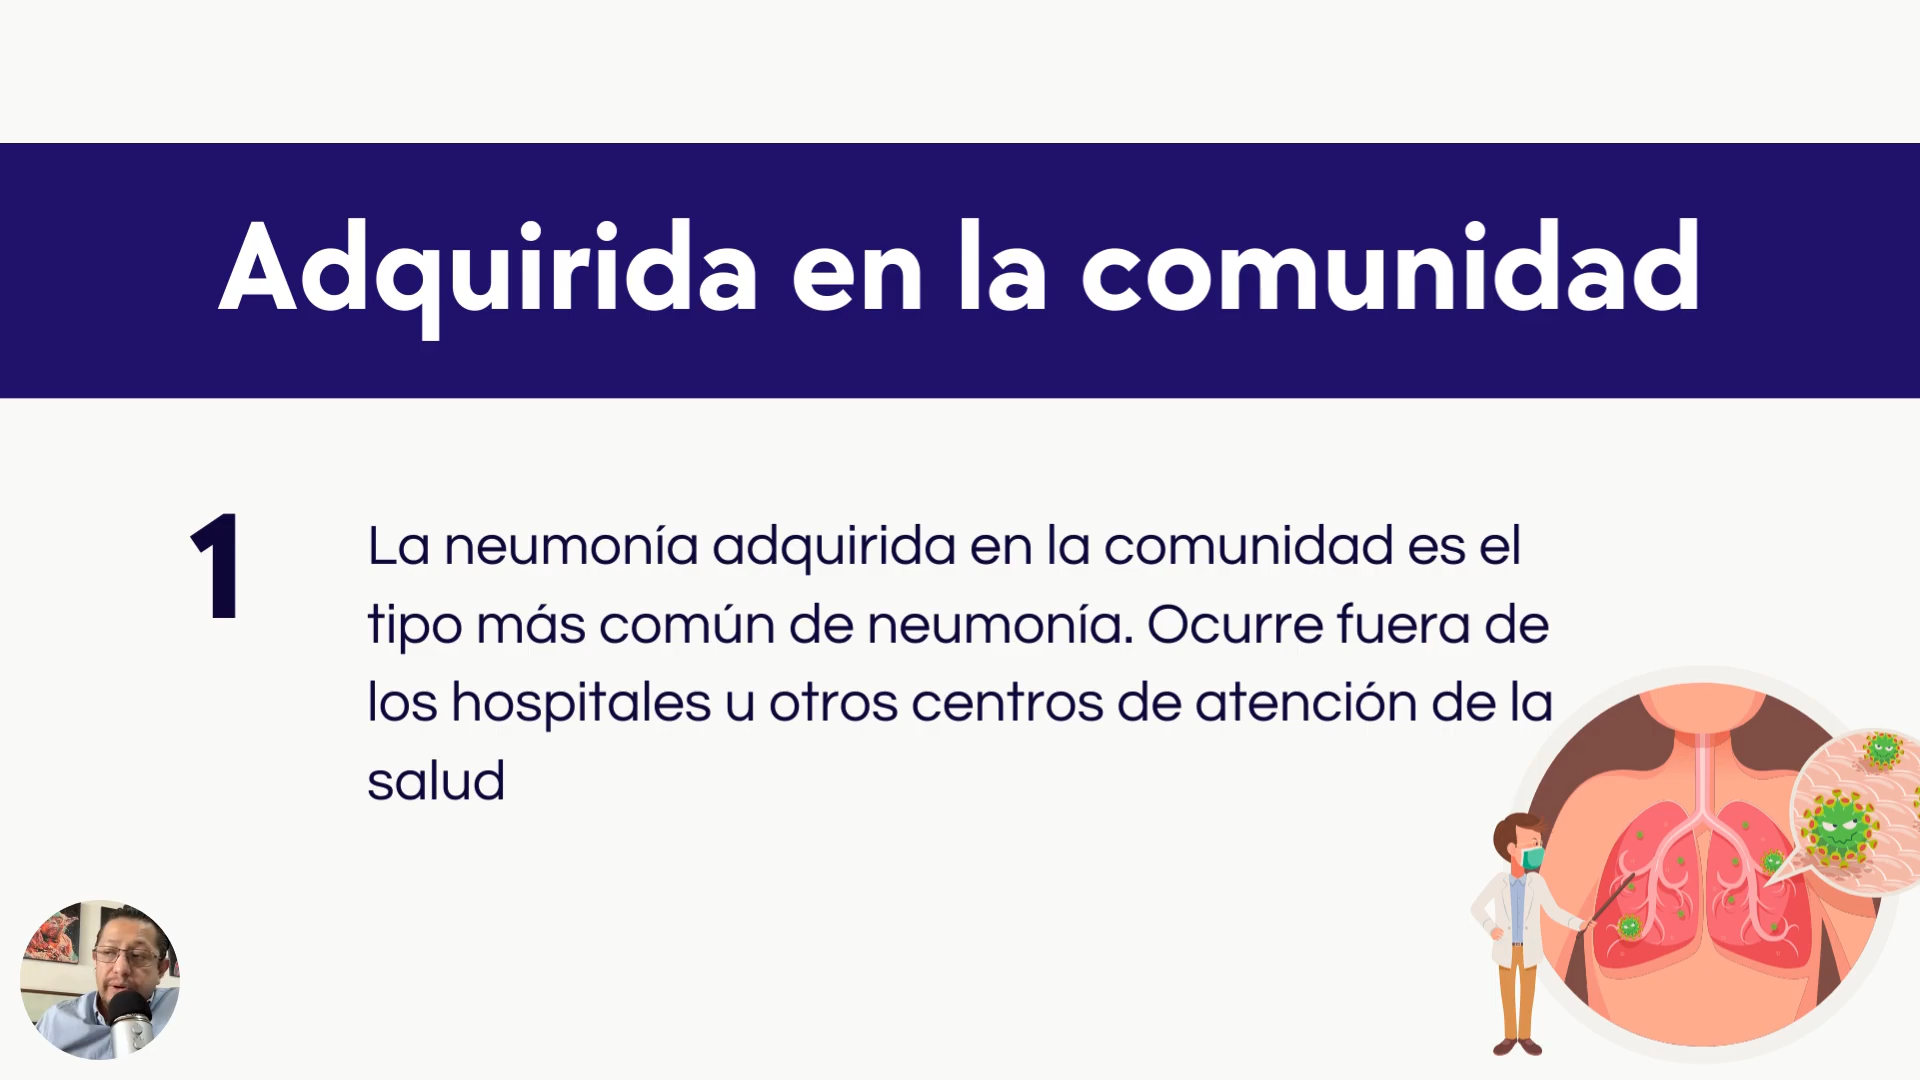 Adquirida en la comunidad
1
La neumonía adquirida en la comunidad es el
tipo más común de neumonía. Ocurre fuera de
los hospitales u otros centros de atención de la
salud